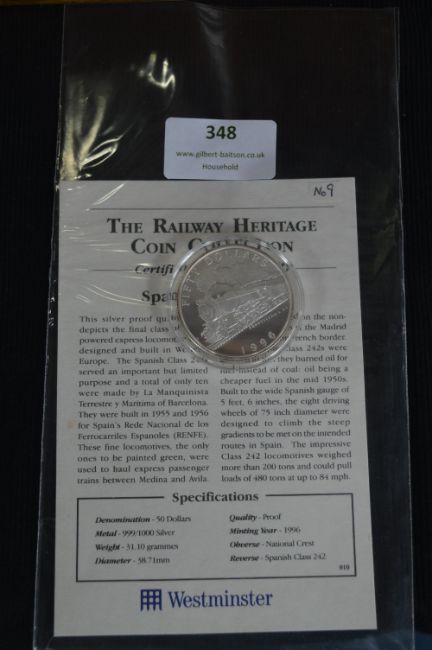 348
www.gilbert-baitson.co.uk
Household
No 9
THE RAILWAY HERITAGE
COIN COLLECTION
Certifi
Spa
FIFTY DOLLARS
1996
This silver proof
depicts the final class
powered express locomo
designed and built in We
Europe. The Spanish Class
served an important but limited
purpose and a total of only ten
were made by La Manquinista
Terrestre y Maritima of Barcelona.
They were built in 1955 and 1956
for Spain's Rede Nacional de los
Ferrocarriles Espanoles (RENFE).
These fine locomotives, the only
ones to be painted green, were
used to haul express passenger
trains between Medina and Avila.
on the non-
the Madrid
french border.
class 242s were
they burned oil for
fuel instead of coal: oil being a
cheaper fuel in the mid 1950s.
Built to the wide Spanish gauge of
5 feet, 6 inches, the eight driving
wheels of 75 inch diameter were
designed to climb the steep
gradients to be met on the intended
routes in Spain. The impressive
Class 242 locomotives weighed
more than 200 tons and could pull
loads of 480 tons at up to 84 mph.
Specifications
Denomination - 50 Dollars
Metal - 999/1000 Silver
Weight - 31.10 grammes
Diameter - 38.71mm
Quality - Proof
Minting Year - 1996
Obverse - National Crest
Reverse - Spanish Class 242
010
Westminster